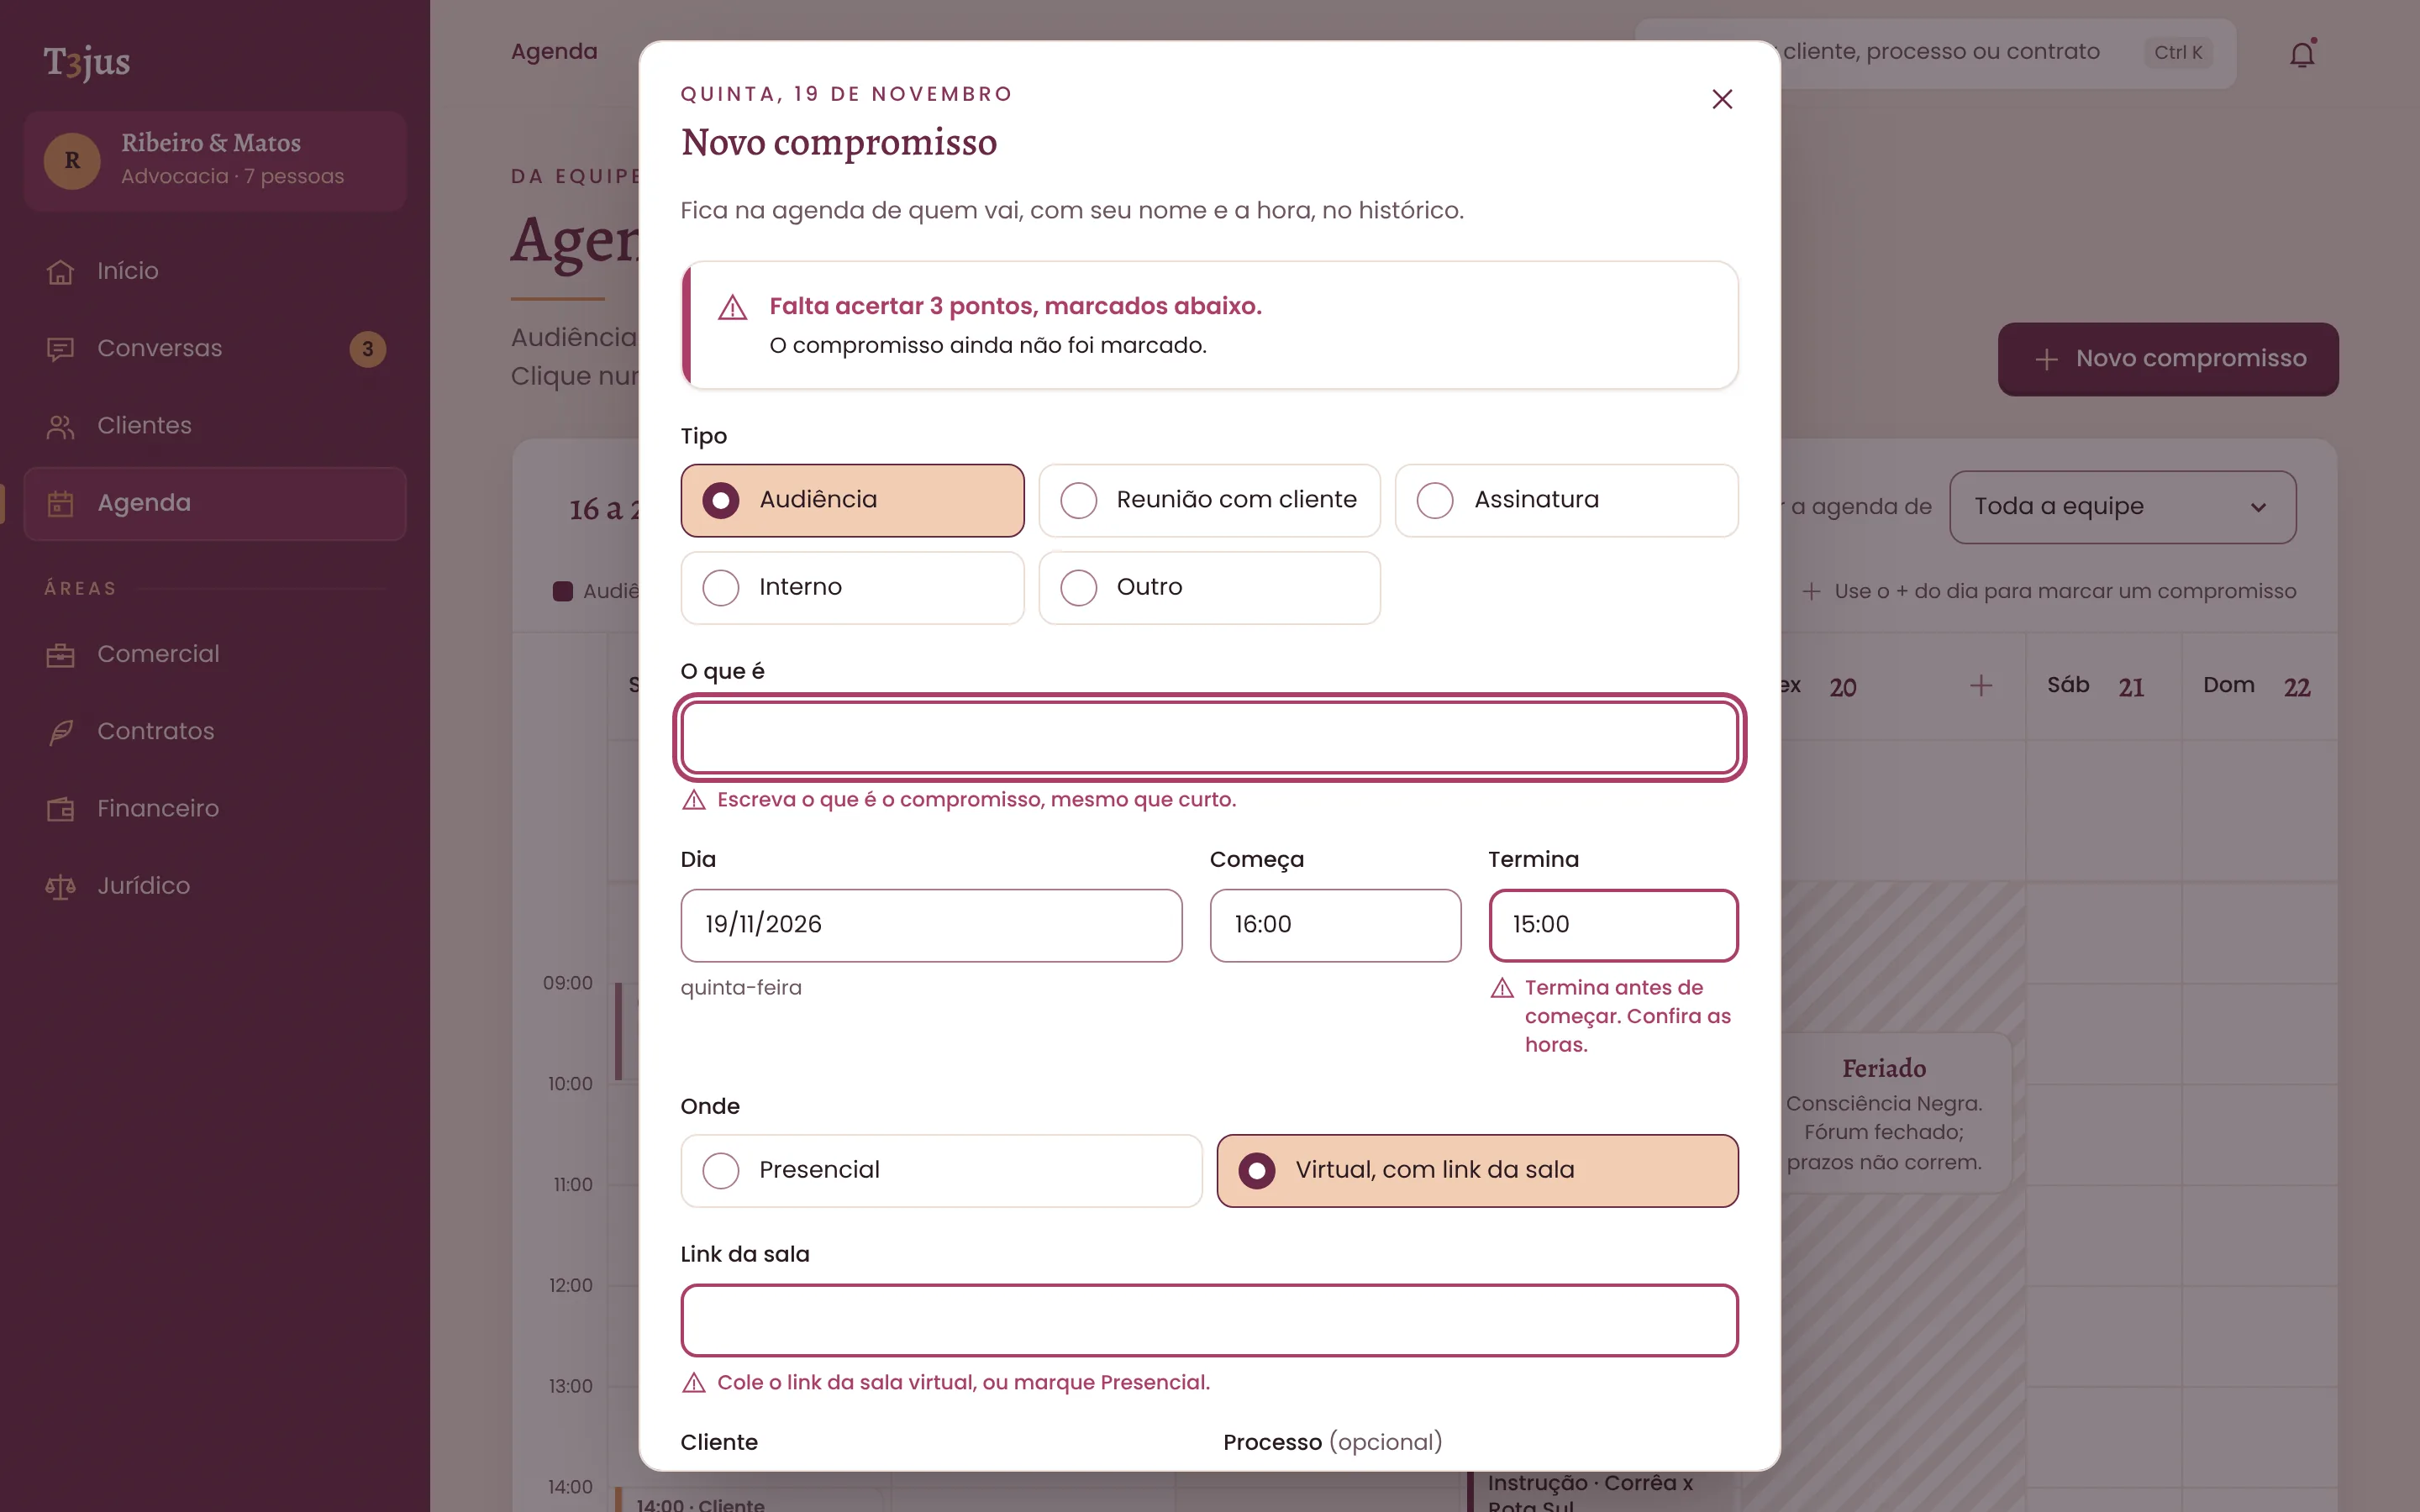 T3jus
R
Ribeiro & Matos
Advocacia · 7 pessoas
Início
Conversas
3
Clientes
Agenda
ÁREAS
Comercial
Contratos
Financeiro
Jurídico
Agenda
cliente, processo ou contrato
Ctrl K
DA EQUIPE
Audiência
Clique
Novo compromisso
16 a
a agenda de
Toda a equipe
Use o + do dia para marcar um compromisso
20
Sáb 21
Dom 22
09:00
10:00
11:00
12:00
13:00
14:00
14:00 · Cliente
Feriado
Consciência Negra.
Fórum fechado;
prazos não correm.
Instrução · Corrêa x
Rota Sul
QUINTA, 19 DE NOVEMBRO
Novo compromisso
Fica na agenda de quem vai, com seu nome e a hora, no histórico.
Falta acertar 3 pontos, marcados abaixo.
O compromisso ainda não foi marcado.
Tipo
Audiência
Reunião com cliente
Assinatura
Interno
Outro
O que é
Escreva o que é o compromisso, mesmo que curto.
Dia
Começa
Termina
19/11/2026
16:00
15:00
quinta-feira
Termina antes de
começar. Confira as
horas.
Onde
Presencial
Virtual, com link da sala
Link da sala
Cole o link da sala virtual, ou marque Presencial.
Cliente
Processo (opcional)